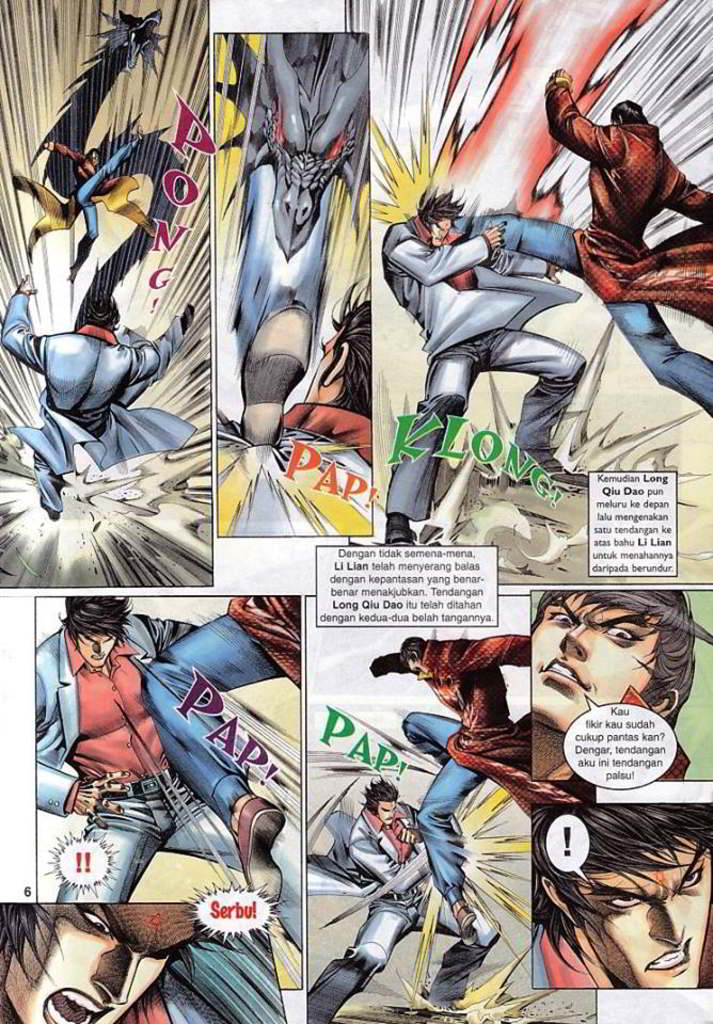 PONG!
PAP!
KLONG!
Kemudian Long
Qiu Dao pun
meluru ke depan
lalu mengenakan
satu tendangan ke
atas bahu Li Lian
untuk menahannya
daripada berundur.
Dengan tidak semena-mena,
Li Lian telah menyerang balas
dengan kepantasan yang benar-
benar menakjubkan. Tendangan
Long Qiu Dao itu telah ditahan
dengan kedua-dua belah tangannya.
PAP!
!!
PAP!
Kau
fikir kau sudah
cukup pantas kan?
Dengar, tendangan
aku ini tendangan
palsu!
!
Serbu!
6